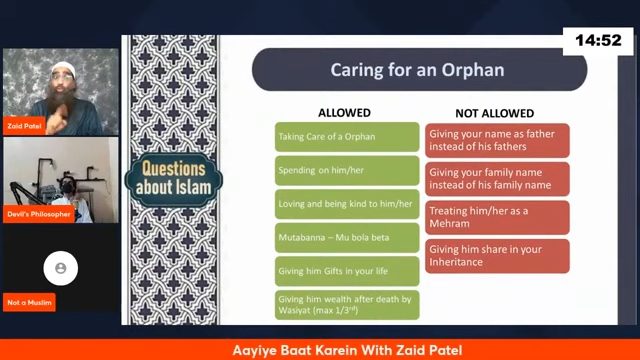 14:52
Caring for an Orphan
ALLOWED
NOT ALLOWED
Taking Care of a Orphan
Spending on him/her
Loving and being kind to him/her
Mutabanna – Mu bola beta
Giving him Gifts in your life
Giving him wealth after death by
Wasiyat (max 1/3rd)
Giving your name as father
instead of his fathers
Giving your family name
instead of his family name
Treating him/her as a
Mehram
Giving him share in your
Inheritance
Questions
about Islam
Zaid Patel
Devil's Philosopher
Not a Muslim
Aayiye Baat Karein With Zaid Patel